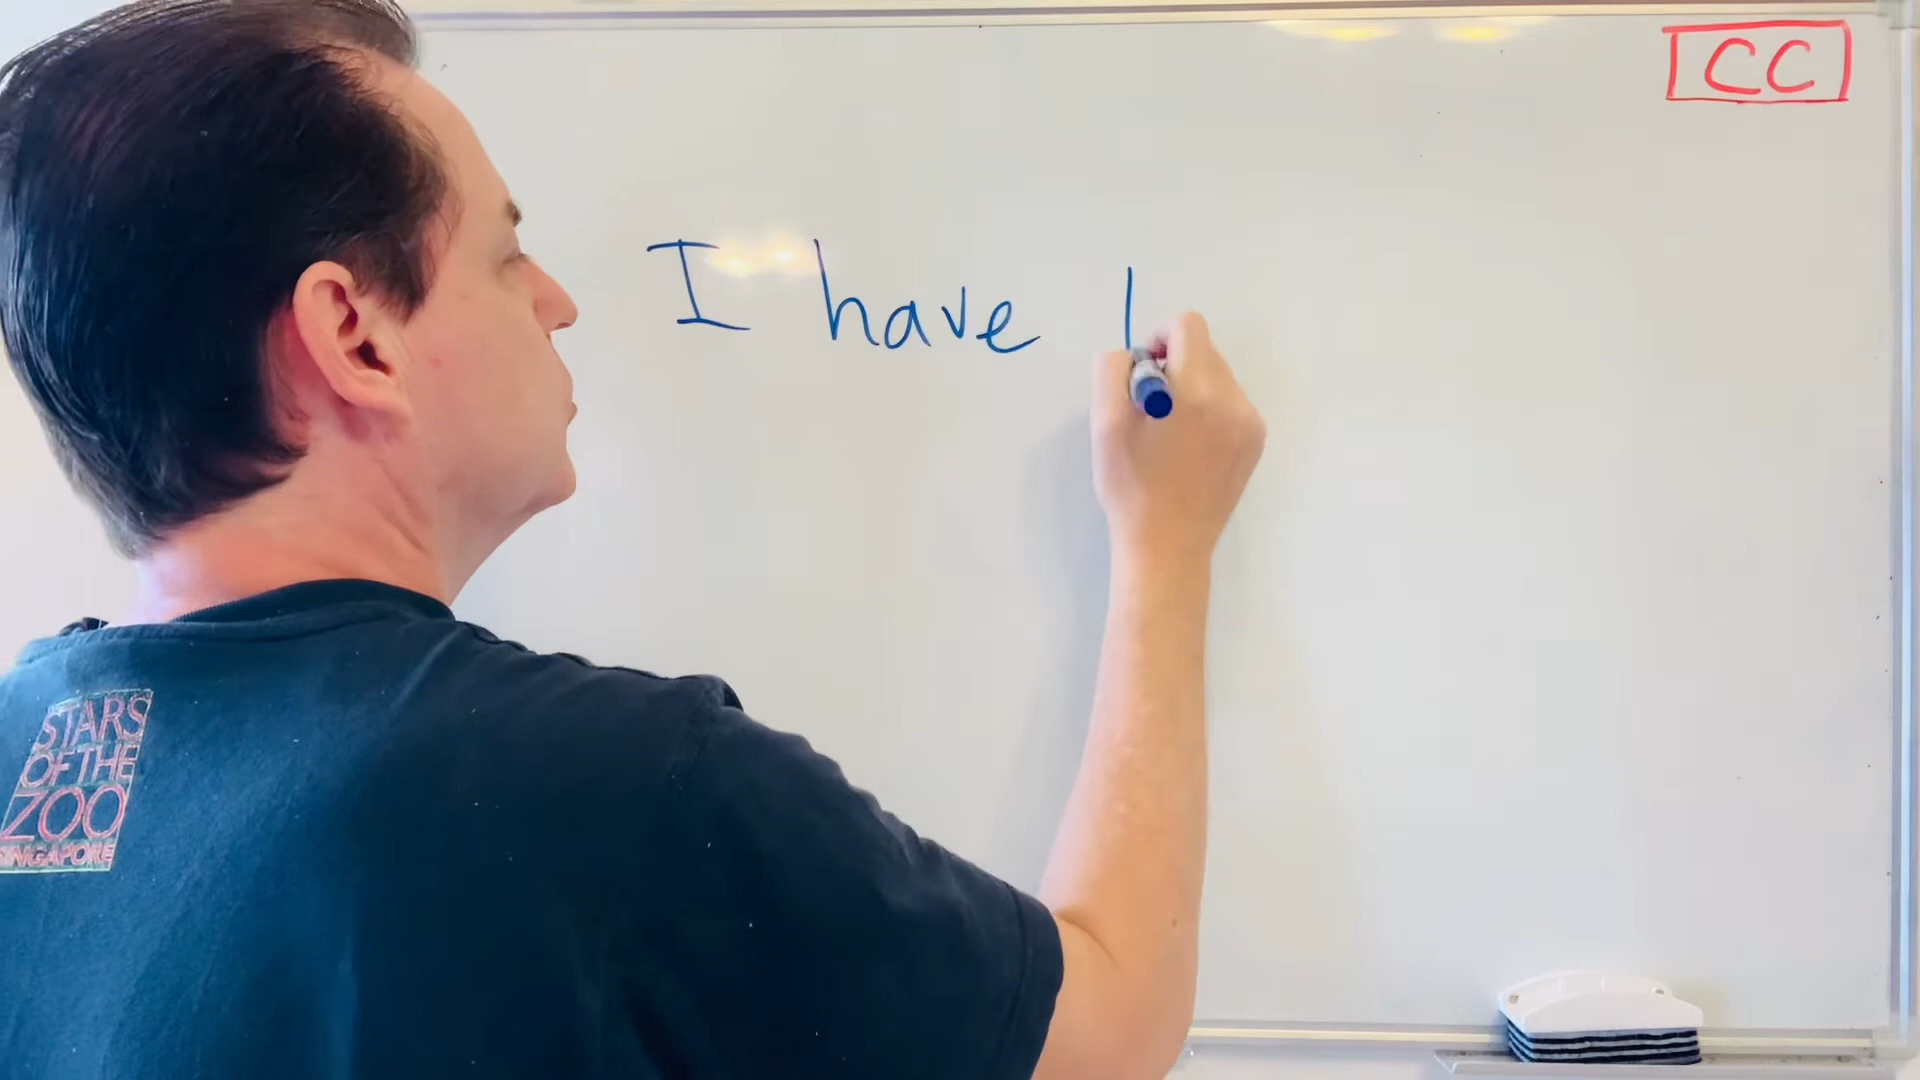 CC
I have
STARS
OF THE
ZOO
SINGAPORE